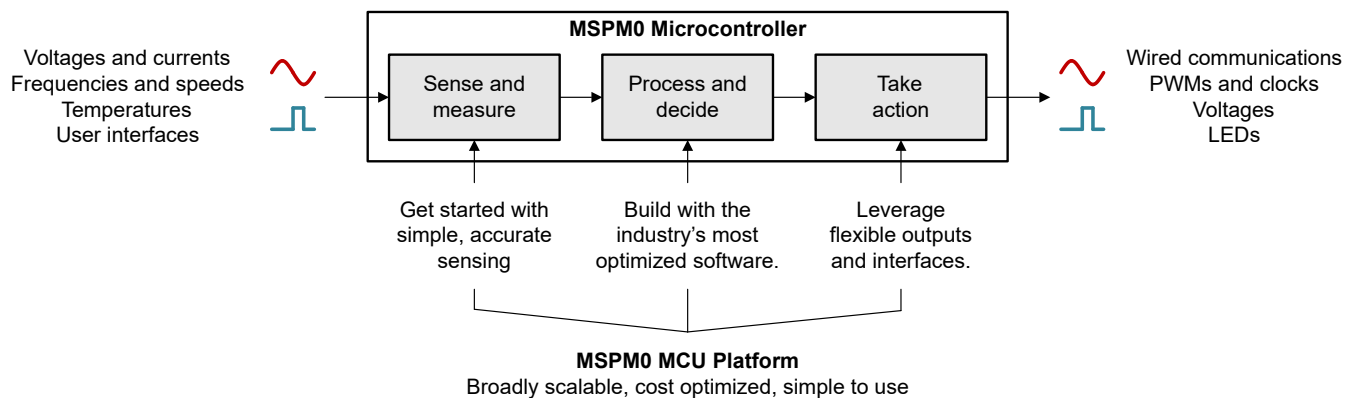 MSPM0 Microcontroller
Voltages and currents
Frequencies and speeds
Temperatures
User interfaces
Sense and
measure
Process and
decide
Take
action
Wired communications
PWMs and clocks
Voltages
LEDs
Get started with
simple, accurate
sensing
Build with the
industry’s most
optimized software.
Leverage
flexible outputs
and interfaces.
MSPM0 MCU Platform
Broadly scalable, cost optimized, simple to use